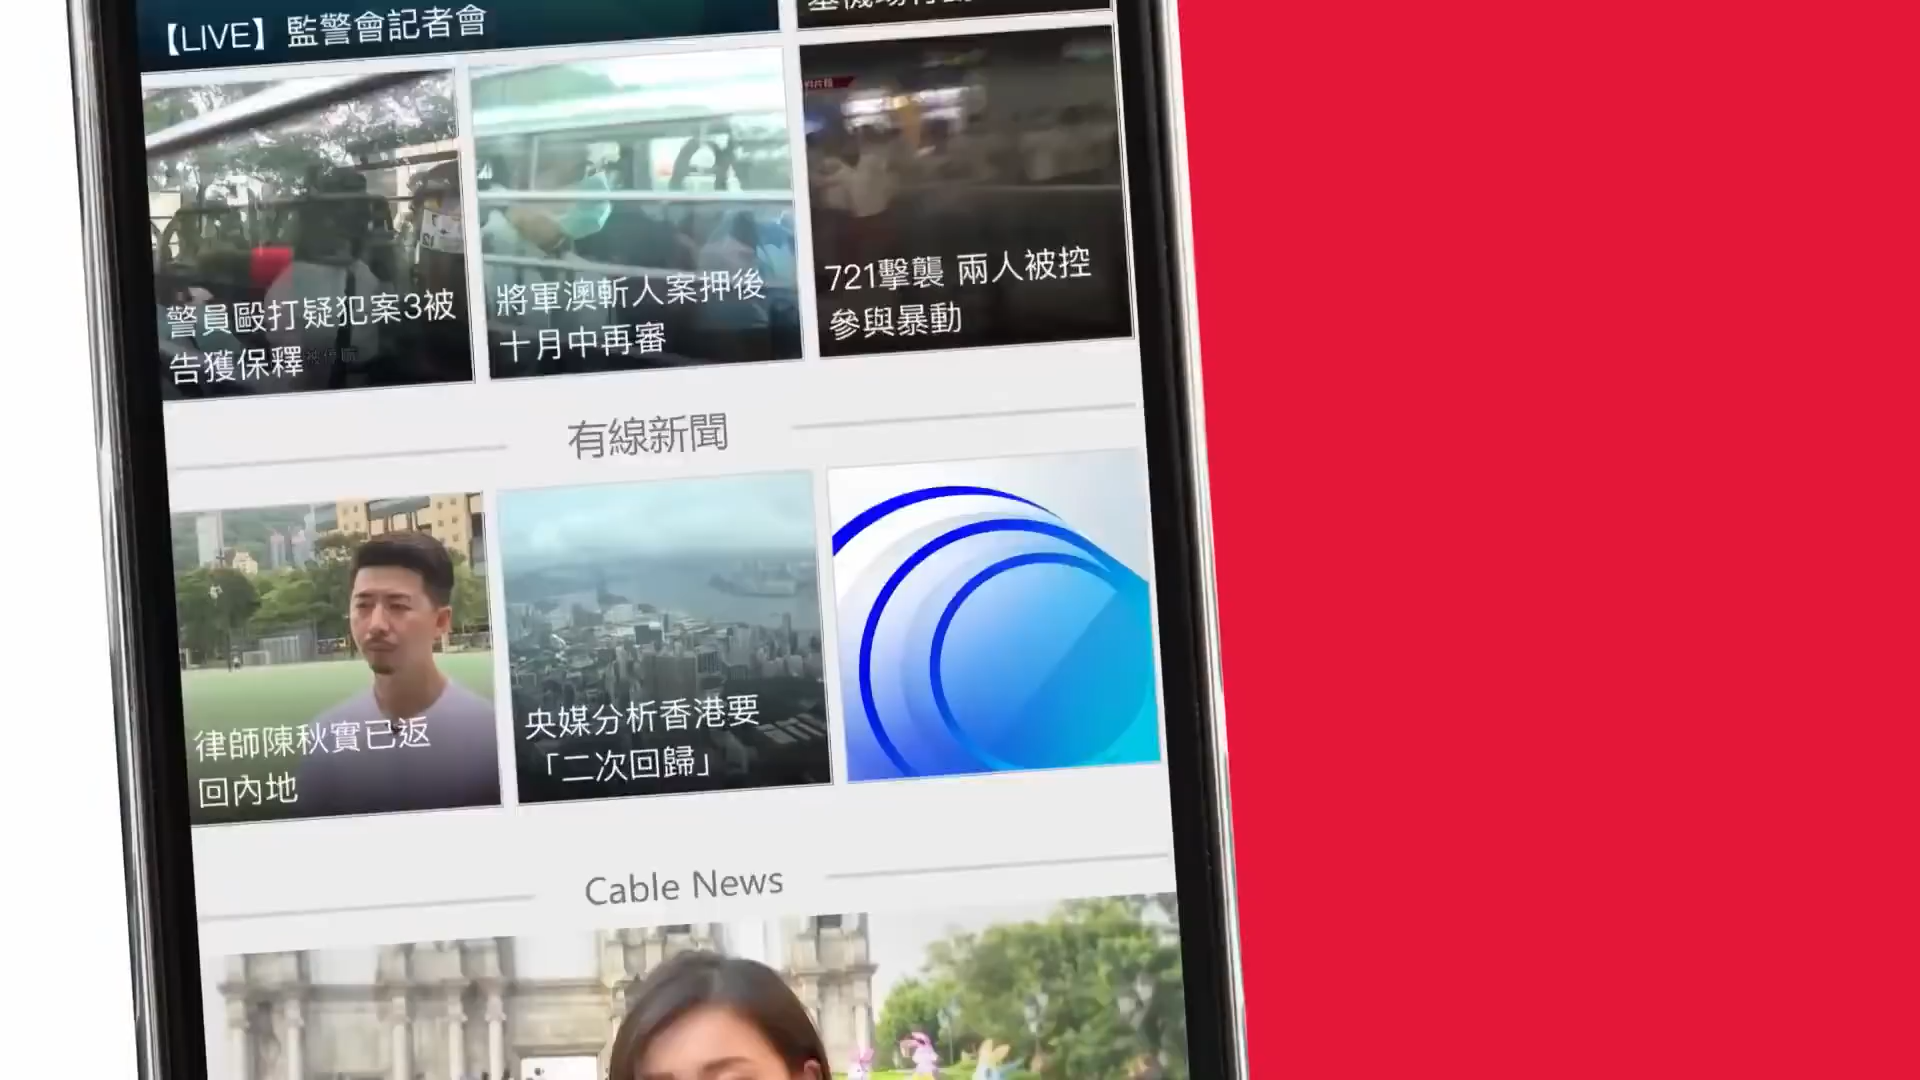 【LIVE】監警會記者會
警員毆打疑犯案3被
告獲保釋
將軍澳斬人案押後
十月中再審
721擊襲 兩人被控
參與暴動
有線新聞
律師陳秋實已返
回內地
央媒分析香港要
「二次回歸」
Cable News